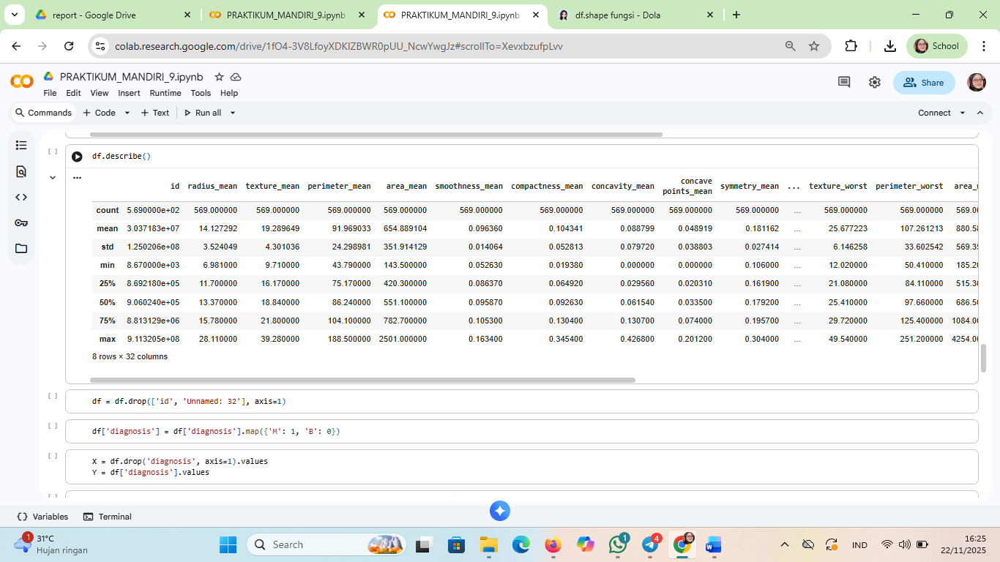 report - Google Drive
PRAKTIKUM_MANDIRI_9.ipynb
PRAKTIKUM_MANDIRI_9.ipynb
df.shape fungsi - Dola
colab.research.google.com/drive/1fO4-3V8LfoyXDKIZBWR0pUU_NcwYwgJz#scrollTo=XevxbzufpLvv
School
PRAKTIKUM_MANDIRI_9.ipynb
File Edit View Insert Runtime Tools Help
Share
Commands + Code + Text Run all
Connect
[ ]
df.describe()
id radius_mean texture_mean perimeter_mean area_mean smoothness_mean compactness_mean concavity_mean concave points_mean symmetry_mean ... texture_worst perimeter_worst area_
count 5.690000e+02 569.000000 569.000000 569.000000 569.000000 569.000000 569.000000 569.000000 569.000000 569.000000 ... 569.000000 569.000000 569.0
mean 3.037183e+07 14.127292 19.289649 91.969033 654.889104 0.096360 0.104341 0.088799 0.048919 0.181162 ... 25.677223 107.261213 880.58
std 1.250206e+08 3.524049 4.301036 24.298981 351.914129 0.014064 0.052813 0.079720 0.038803 0.027414 ... 6.146258 33.602542 569.3
min 8.670000e+03 6.981000 9.710000 43.790000 143.500000 0.052630 0.019380 0.000000 0.000000 0.106000 ... 12.020000 50.410000 185.2
25% 8.692180e+05 11.700000 16.170000 75.170000 420.300000 0.086370 0.064920 0.029560 0.020310 0.161900 ... 21.080000 84.110000 515.3
50% 9.060240e+05 13.370000 18.840000 86.240000 551.100000 0.095870 0.092630 0.061540 0.033500 0.179200 ... 25.410000 97.660000 686.5
75% 8.813129e+06 15.780000 21.800000 104.100000 782.700000 0.105300 0.130400 0.130700 0.074000 0.195700 ... 29.720000 125.400000 1084.0
max 9.113205e+08 28.110000 39.280000 188.500000 2501.000000 0.163400 0.345400 0.426800 0.201200 0.304000 ... 49.540000 251.200000 4254.0
8 rows × 32 columns
[ ]
df = df.drop(['id', 'Unnamed: 32'], axis=1)
[ ]
df['diagnosis'] = df['diagnosis'].map({'M': 1, 'B': 0})
[ ]
X = df.drop('diagnosis', axis=1).values
Y = df['diagnosis'].values
Variables Terminal
1
31°C
Hujan ringan
Search
1
4
IND
16:25
22/11/2025